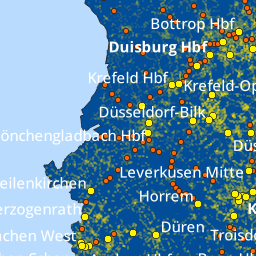 Bottrop Hbf
Duisburg Hbf
Krefeld Hbf
Krefeld-Op
Düsseldorf-Bilk
önchengladbach Hbf
Düs
Leverkusen Mitte
eilenkirchen
Horrem
erzogenrath
K
Düren
Troisdo
achen West